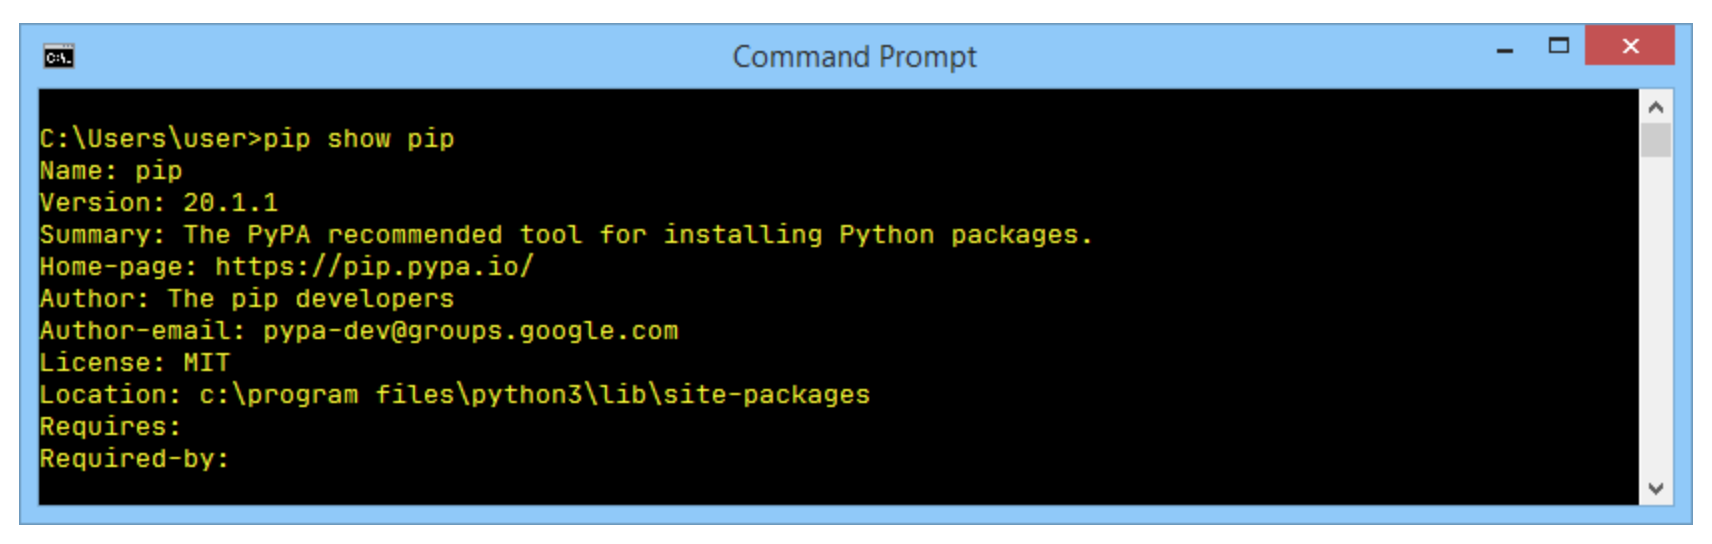 C:\.
Command Prompt
C:\Users\user>pip show pip
Name: pip
Version: 20.1.1
Summary: The PyPA recommended tool for installing Python packages.
Home-page: https://pip.pypa.io/
Author: The pip developers
Author-email: pypa-dev@groups.google.com
License: MIT
Location: c:\program files\python3\lib\site-packages
Requires:
Required-by: